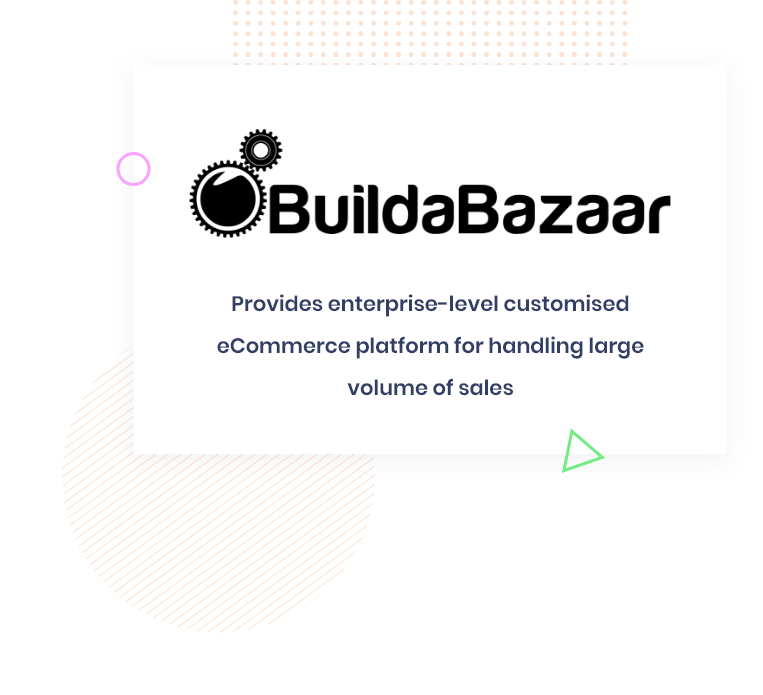 BuildaBazaar
Provides enterprise-level customised
eCommerce platform for handling large
volume of sales